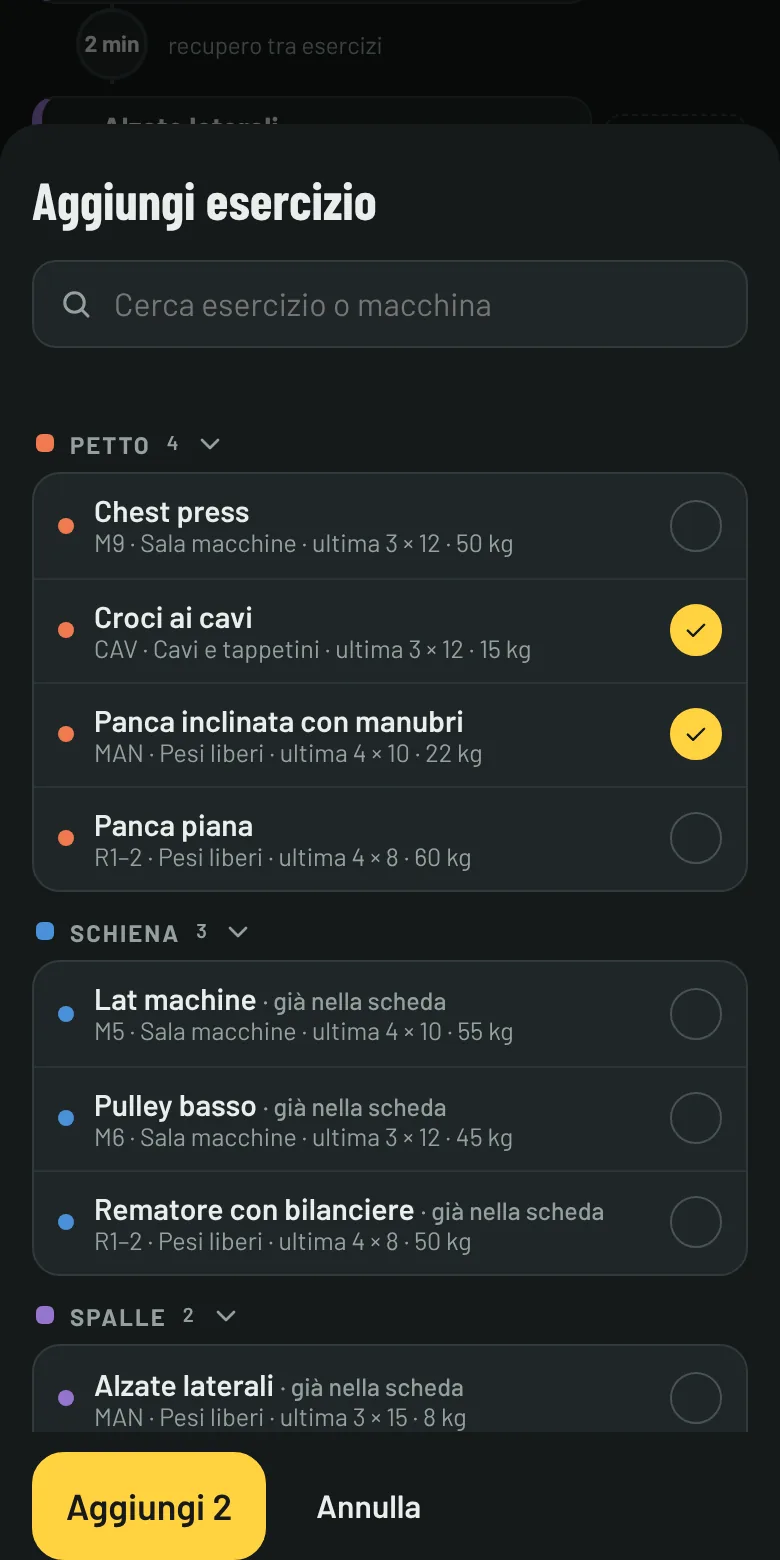 2 min recupero tra esercizi
Alzate laterali
Aggiungi esercizio
Cerca esercizio o macchina
PETTO 4
Chest press
M9 · Sala macchine · ultima 3 × 12 · 50 kg
Croci ai cavi
CAV · Cavi e tappetini · ultima 3 × 12 · 15 kg
Panca inclinata con manubri
MAN · Pesi liberi · ultima 4 × 10 · 22 kg
Panca piana
R1–2 · Pesi liberi · ultima 4 × 8 · 60 kg
SCHIENA 3
Lat machine · già nella scheda
M5 · Sala macchine · ultima 4 × 10 · 55 kg
Pulley basso · già nella scheda
M6 · Sala macchine · ultima 3 × 12 · 45 kg
Rematore con bilanciere · già nella scheda
R1–2 · Pesi liberi · ultima 4 × 8 · 50 kg
SPALLE 2
Alzate laterali · già nella scheda
MAN · Pesi liberi · ultima 3 × 15 · 8 kg
Aggiungi 2 Annulla